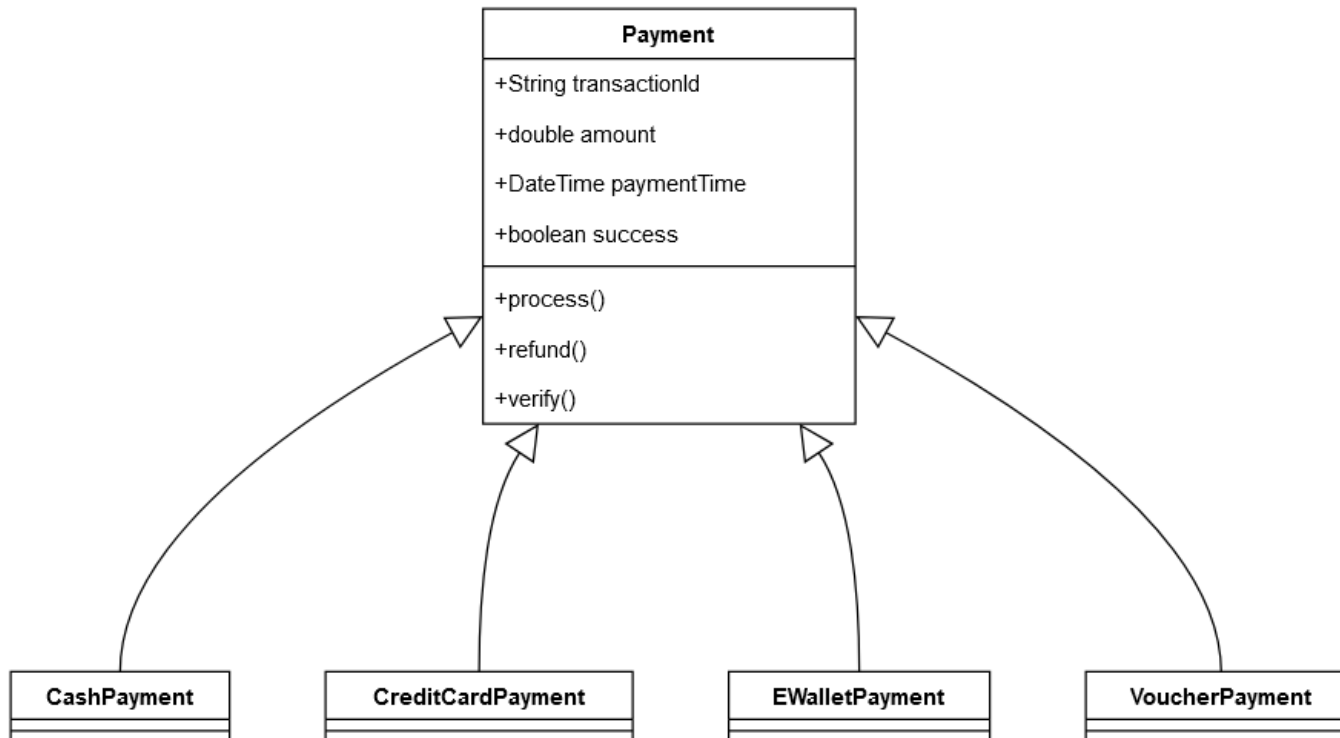 Payment
+String transactionId
+double amount
+DateTime paymentTime
+boolean success
+process()
+refund()
+verify()
CashPayment
CreditCardPayment
EWalletPayment
VoucherPayment